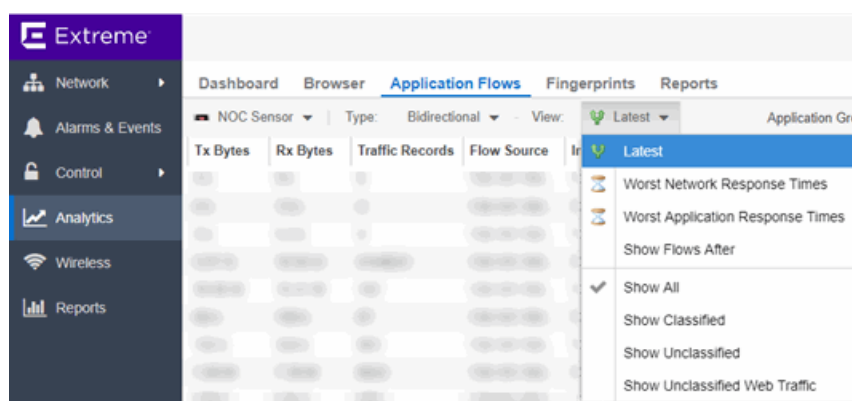 Extreme
Network
Alarms & Events
Control
Analytics
Wireless
Reports
Dashboard Browser Application Flows Fingerprints Reports
NOC Sensor Type: Bidirectional - View: Latest Application Gr
Tx Bytes Rx Bytes Traffic Records Flow Source
Latest
Worst Network Response Times
Worst Application Response Times
Show Flows After
Show All
Show Classified
Show Unclassified
Show Unclassified Web Traffic